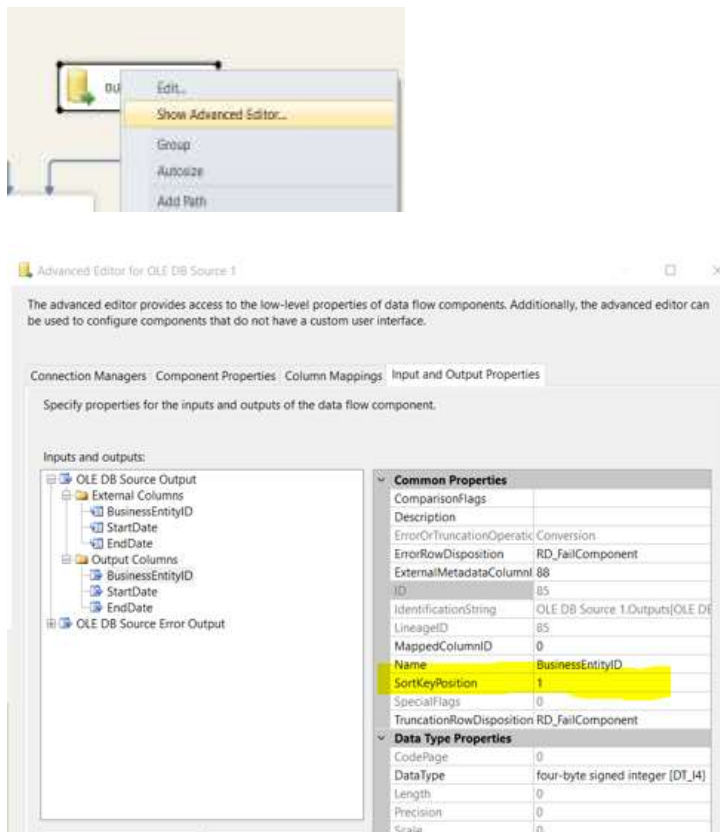 OU
Edit...
Show Advanced Editor...
Group
Autosize
Add Path
Advanced Editor for OLE DB Source 1
The advanced editor provides access to the low-level properties of data flow components. Additionally, the advanced editor can
be used to configure components that do not have a custom user interface.
Connection Managers Component Properties Column Mappings Input and Output Properties
Specify properties for the inputs and outputs of the data flow component.
Inputs and outputs:
OLE DB Source Output
External Columns
BusinessEntityID
StartDate
EndDate
Output Columns
BusinessEntityID
StartDate
EndDate
OLE DB Source Error Output
Common Properties
ComparisonFlags
Description
ErrorOrTruncationOperatic Conversion
ErrorRowDisposition RD_FailComponent
ExternalMetadataColumnI 88
ID 85
IdentificationString OLE DB Source 1.Outputs[OLE DE
LineageID 85
MappedColumnID 0
Name BusinessEntityID
SortKeyPosition 1
SpecialFlags 0
TruncationRowDisposition RD_FailComponent
Data Type Properties
CodePage 0
DataType four-byte signed integer [DT_I4]
Length 0
Precision 0
Scale 0